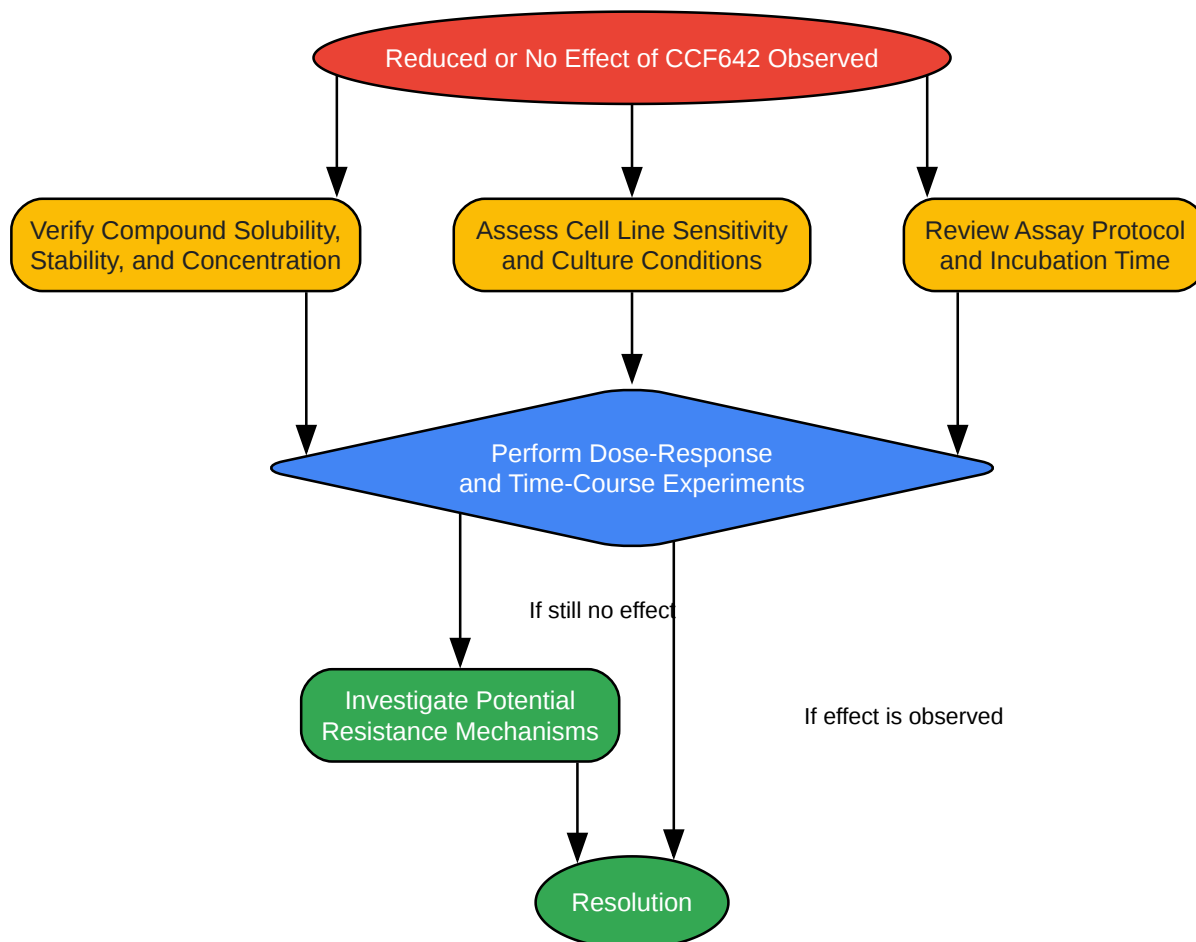 Reduced or No Effect of CCF642 Observed
Verify Compound Solubility,
Stability, and Concentration
Assess Cell Line Sensitivity
and Culture Conditions
Review Assay Protocol
and Incubation Time
Perform Dose-Response
and Time-Course Experiments
If still no effect
Investigate Potential
Resistance Mechanisms
If effect is observed
Resolution